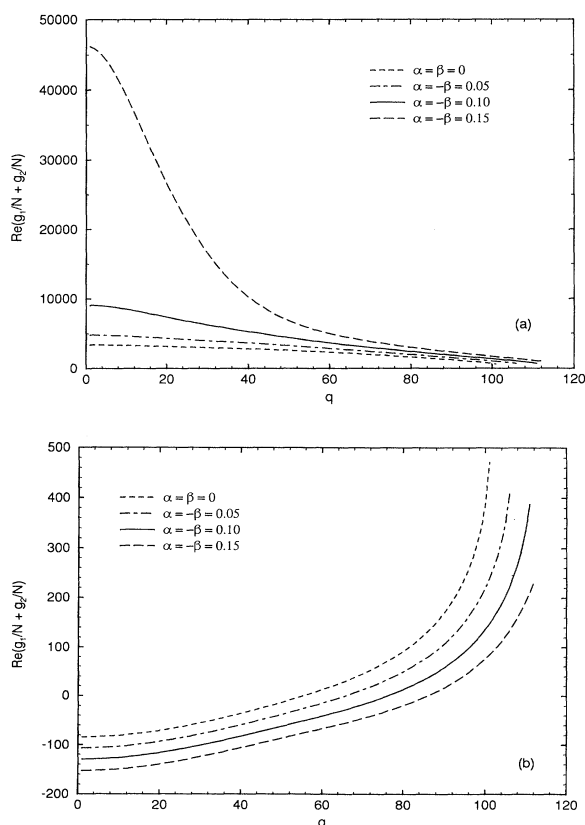 50000
40000
30000
20000
10000
0
Re(g₁/N + g₂/N)
α = β = 0
α = −β = 0.05
α = −β = 0.10
α = −β = 0.15
(a)
0 20 40 60 80 100 120
q
500
400
300
200
100
0
-100
-200
Re(g₁/N + g₂/N)
α = β = 0
α = −β = 0.05
α = −β = 0.10
α = −β = 0.15
(b)
0 20 40 60 80 100 120
q